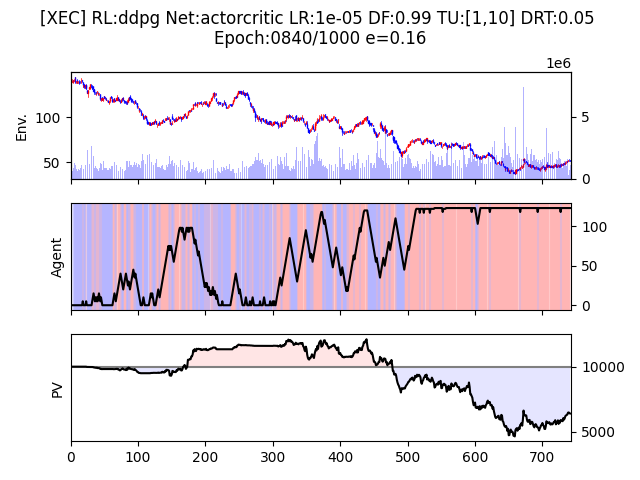 [XEC] RL:ddpg Net:actorcritic LR:1e-05 DF:0.99 TU:[1,10] DRT:0.05
Epoch:0840/1000 e=0.16
1e6
Env.
100
50
5
0
Agent
100
50
0
PV
10000
5000
0 100 200 300 400 500 600 700